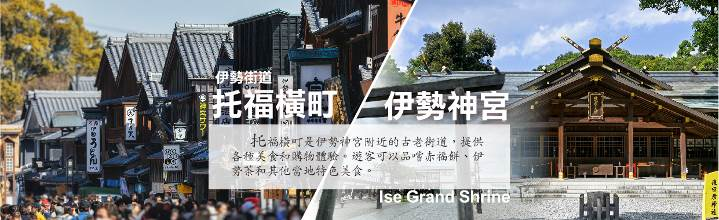 伊勢街道
托福橫町
伊勢神宮
托福橫町是伊勢神宮附近的古老街道，提供
各種美食和購物體驗。遊客可以品嚐赤福餅、伊
勢茶和其他當地特色美食。
Ise Grand Shrine